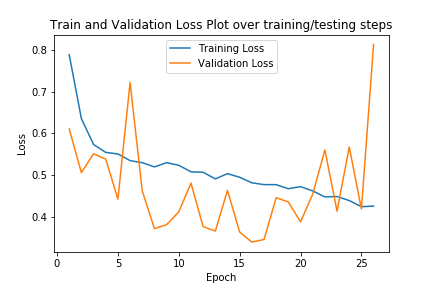 Train and Validation Loss Plot over training/testing steps
Training Loss
Validation Loss
Loss
0.8
0.7
0.6
0.5
0.4
0
5
10
15
20
25
Epoch